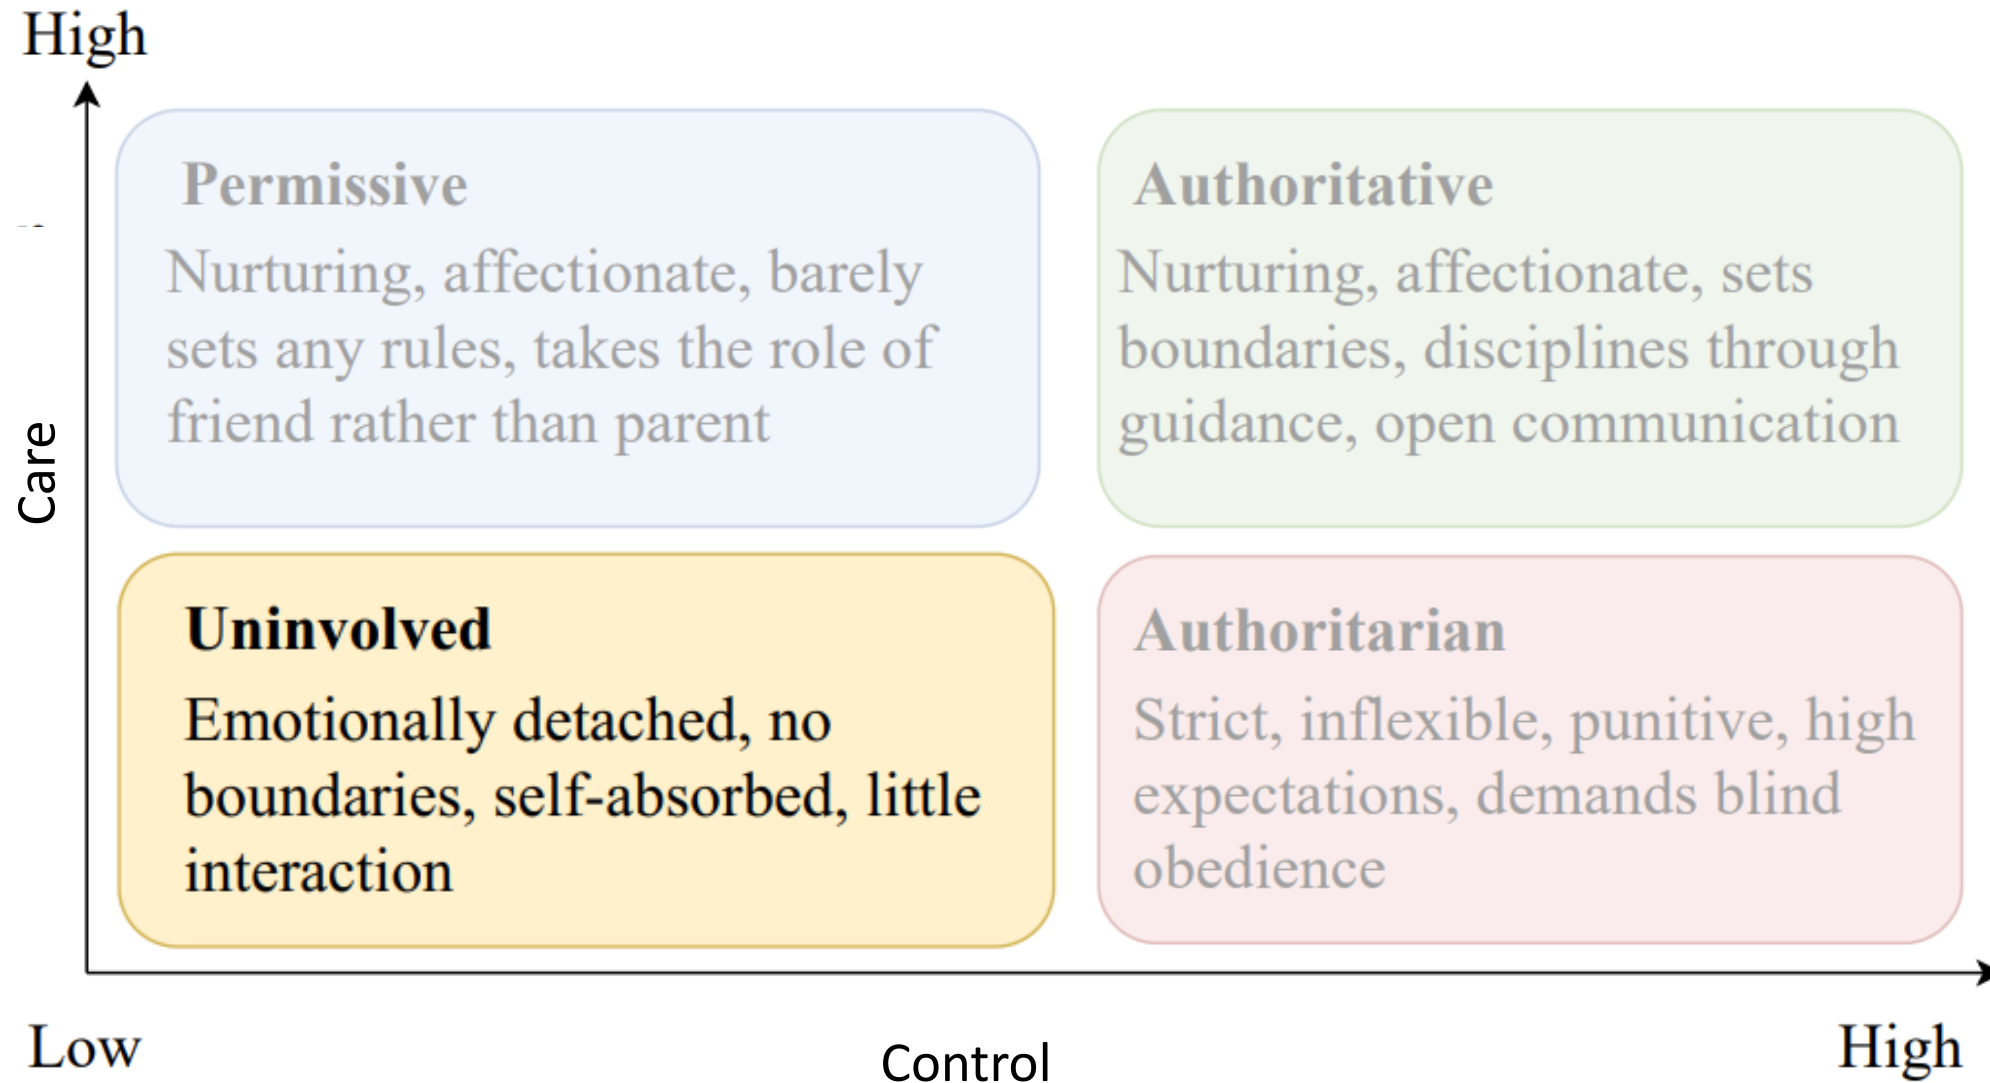 High
Permissive
Nurturing, affectionate, barely
sets any rules, takes the role of
friend rather than parent
Authoritative
Nurturing, affectionate, sets
boundaries, disciplines through
guidance, open communication
Care
Uninvolved
Emotionally detached, no
boundaries, self-absorbed, little
interaction
Authoritarian
Strict, inflexible, punitive, high
expectations, demands blind
obedience
Low
Control
High